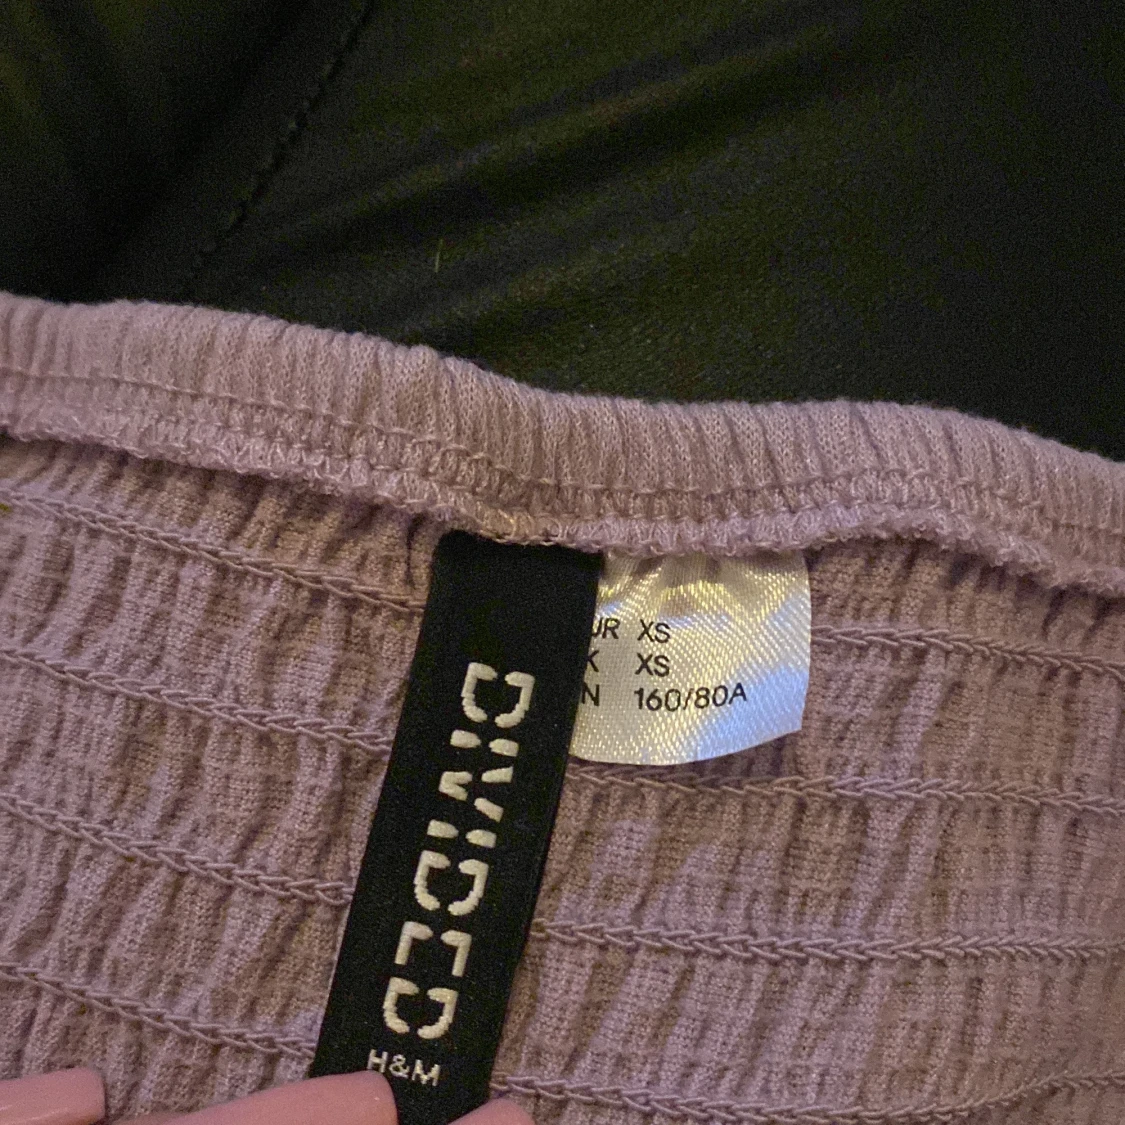 DIVIDED
H&M
UR XS
K XS
N 160/80A